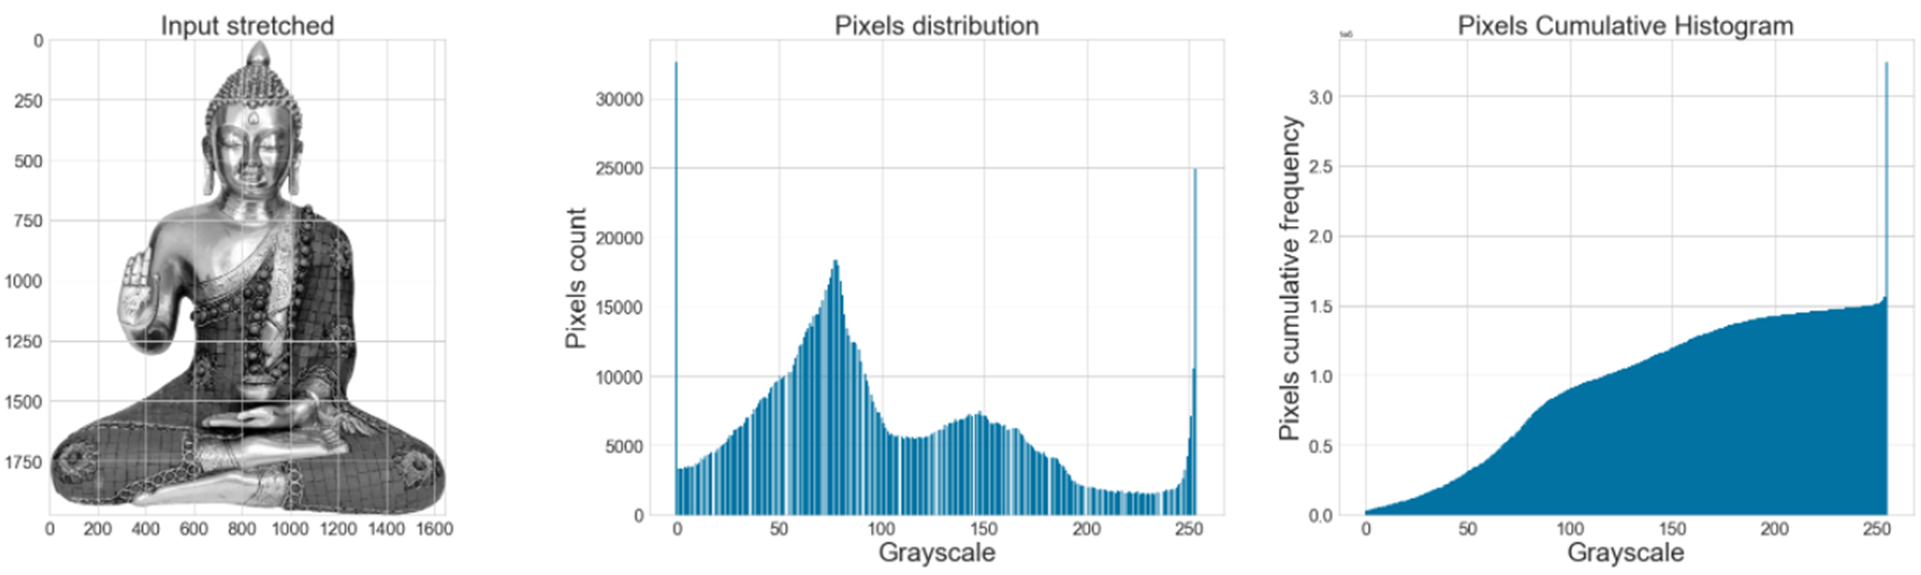 Input stretched
0
250
500
750
1000
1250
1500
1750
0 200 400 600 800 1000 1200 1400 1600
Pixels distribution
Pixels count
30000
25000
20000
15000
10000
5000
0
0 50 100 150 200 250
Grayscale
Pixels Cumulative Histogram
1e6
Pixels cumulative frequency
3.0
2.5
2.0
1.5
1.0
0.5
0.0
0 50 100 150 200 250
Grayscale